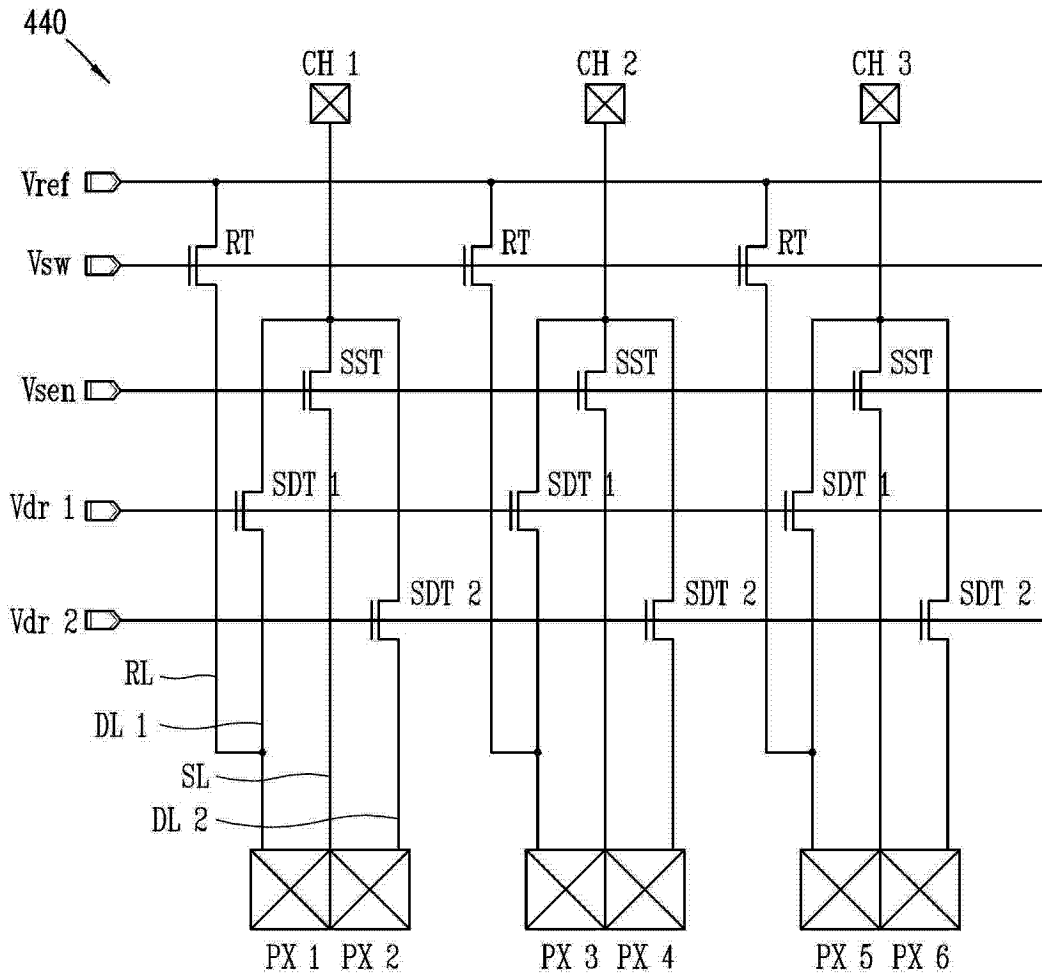 440
CH 1 CH 2 CH 3
Vref
RT RT RT
Vsw
SST SST SST
Vsen
SDT 1 SDT 1 SDT 1
Vdr 1
SDT 2 SDT 2 SDT 2
Vdr 2
RL
DL 1
SL
DL 2
PX 1 PX 2 PX 3 PX 4 PX 5 PX 6